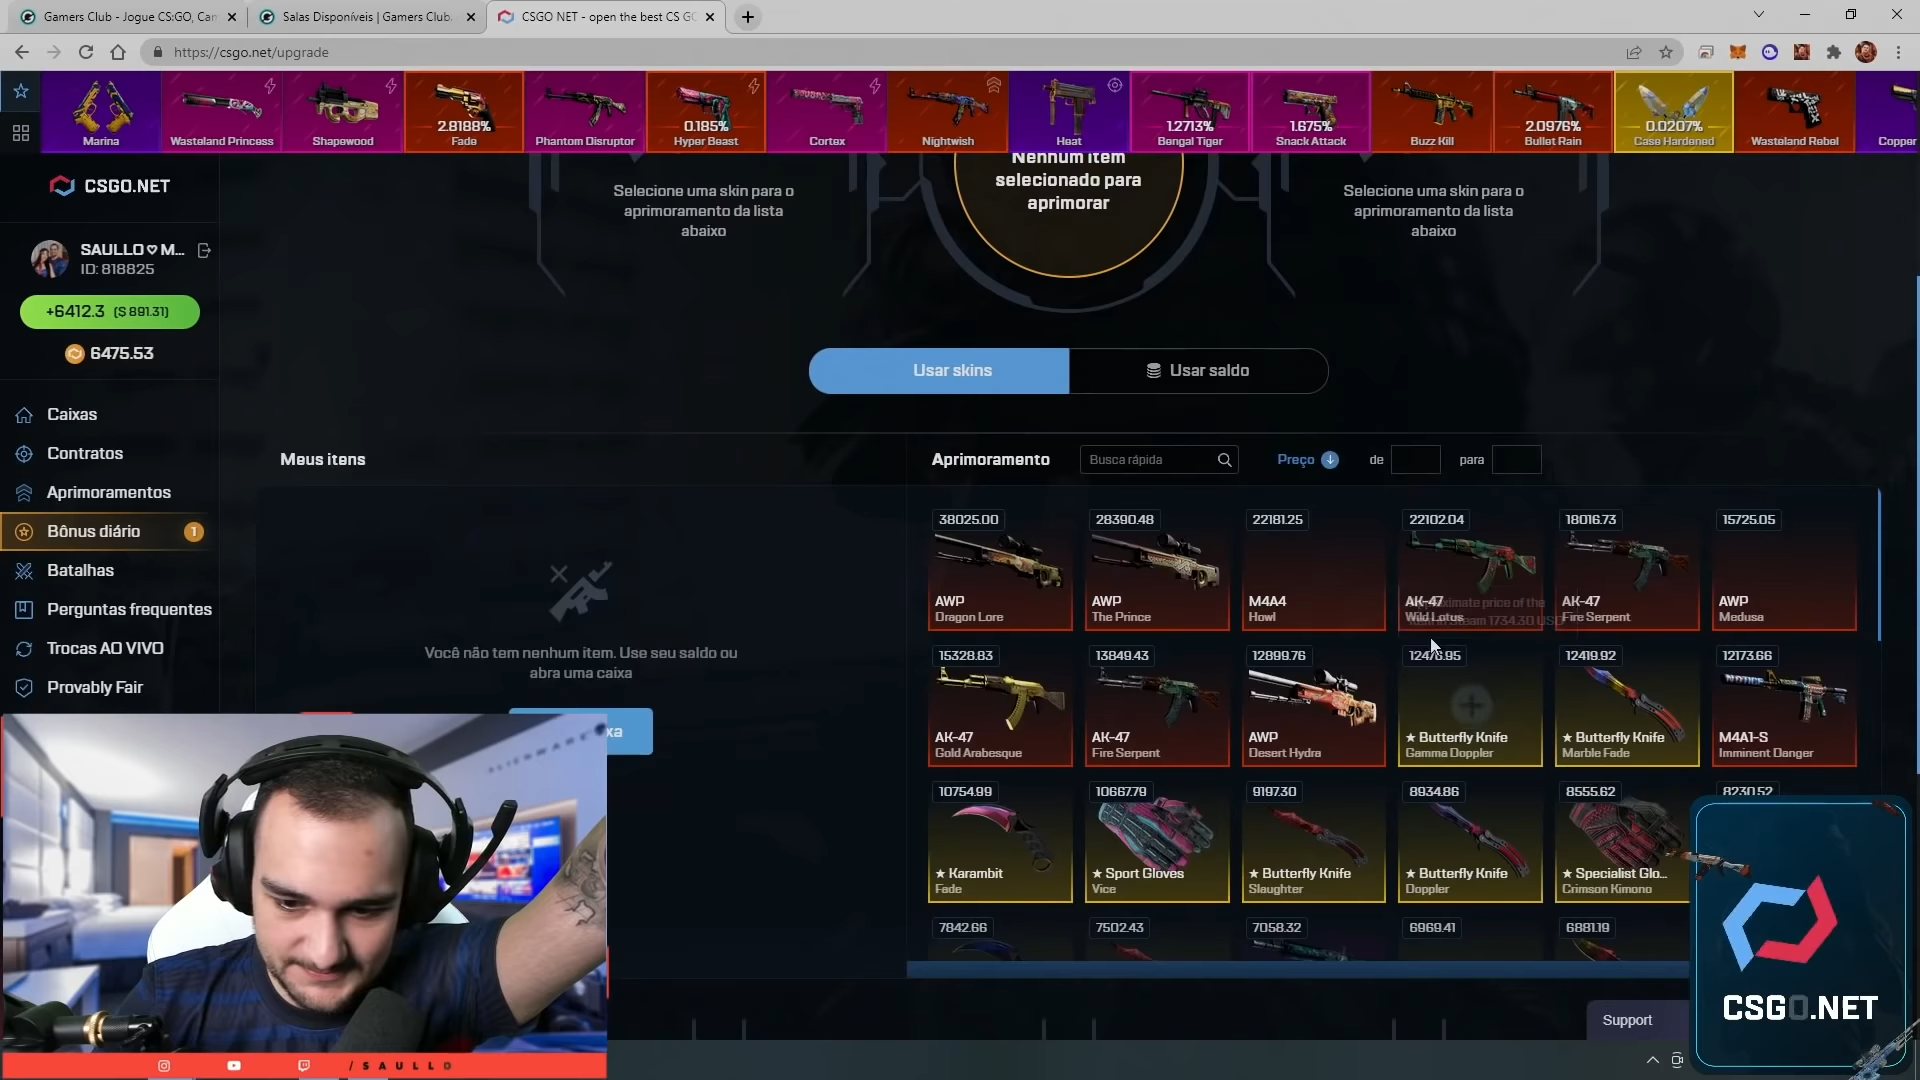 Gamers Club - Jogue CS:GO, Can
Salas Disponíveis | Gamers Club.
CSGO NET - open the best CS GO
https://csgo.net/upgrade
Marina
Wasteland Princess
Shapewood
2.8188%
Fade
Phantom Disruptor
0.185%
Hyper Beast
Cortex
Nightwish
Heat
1.2713%
Bengal Tiger
1.675%
Snack Attack
Buzz Kill
2.0976%
Bullet Rain
0.0207%
Case Hardened
Wasteland Rebel
Copper
CSGO.NET
SAULLO♡M...
ID: 818825
+6412.3 ($ 891.31)
6475.53
Caixas
Contratos
Aprimoramentos
Bônus diário 1
Batalhas
Perguntas frequentes
Trocas AO VIVO
Provably Fair
Selecione uma skin para o
aprimoramento da lista
abaixo
Nenhum item
selecionado para
aprimorar
Selecione uma skin para o
aprimoramento da lista
abaixo
Usar skins
Usar saldo
Meus itens
Você não tem nenhum item. Use seu saldo ou
abra uma caixa
xa
Aprimoramento
Busca rápida
Preço
de
para
38025.00
AWP
Dragon Lore
28390.48
AWP
The Prince
22181.25
M4A4
Howl
22102.04
AK-47
Wild Lotus
18016.73
AK-47
Fire Serpent
15725.05
AWP
Medusa
15328.83
AK-47
Gold Arabesque
13849.43
AK-47
Fire Serpent
12899.76
AWP
Desert Hydra
★ Butterfly Knife
Gamma Doppler
12419.92
★ Butterfly Knife
Marble Fade
12173.66
M4A1-S
Imminent Danger
10754.99
★ Karambit
Fade
10667.79
★ Sport Gloves
Vice
9197.30
★ Butterfly Knife
Slaughter
8934.86
★ Butterfly Knife
Doppler
8555.62
★ Specialist Glo...
Crimson Kimono
8230.52
7842.66
7502.43
7058.32
6969.41
6881.19
Support
CSGO.NET
/SAULLO